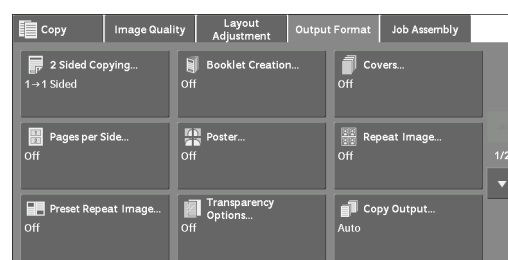 Copy
Image Quality
Layout
Adjustment
Output Format
Job Assembly
2 Sided Copying...
1→1 Sided
Booklet Creation...
Off
Covers...
Off
Pages per Side...
Off
Poster...
Off
Repeat Image...
Off
1/2
Preset Repeat Image...
Off
Transparency
Options...
Off
Copy Output...
Auto